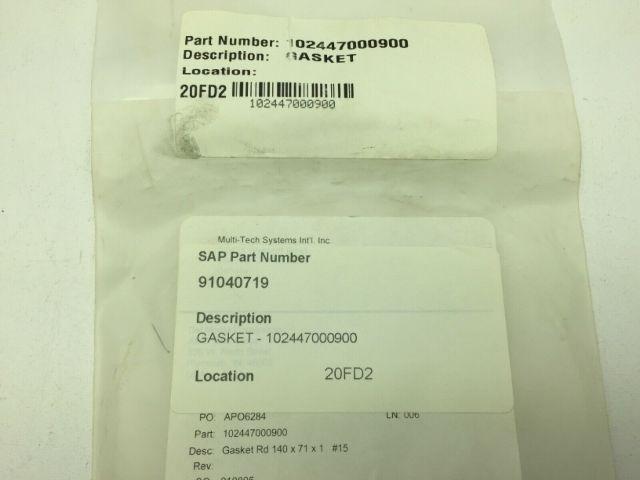 Part Number: 102447000900
Description: GASKET
Location:
20FD2
102447000900
Multi-Tech Systems Int'l. Inc.
SAP Part Number
91040719
Description
GASKET - 102447000900
Location 20FD2
PO: APO6284 LN: 006
Part: 102447000900
Desc: Gasket Rd 140 x 71 x 1 #15
Rev: